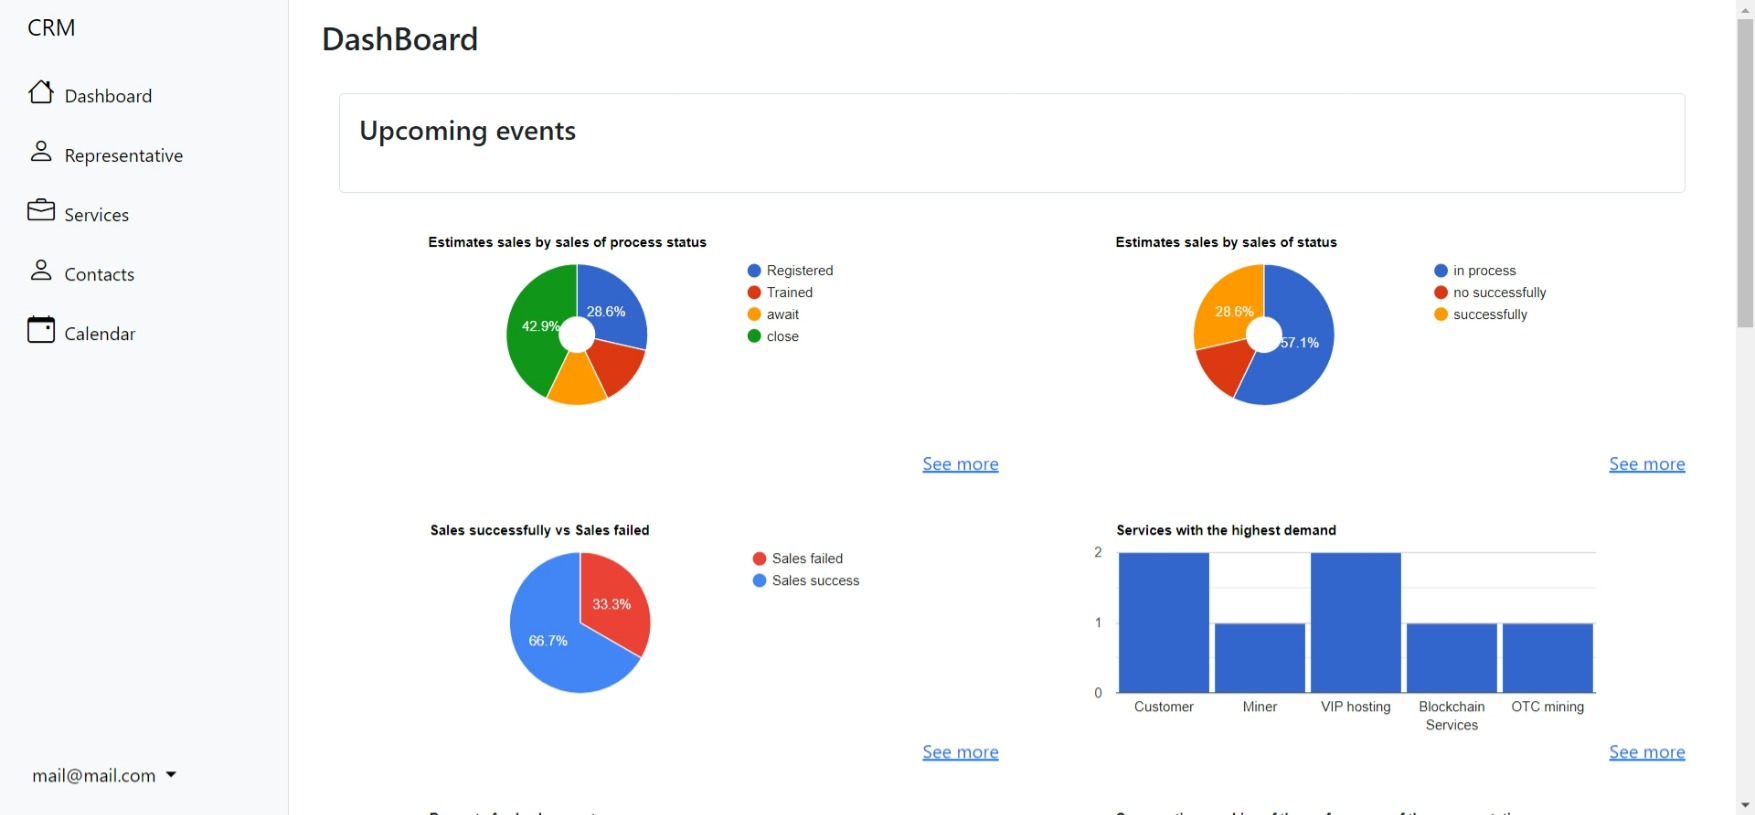 CRM
Dashboard
Representative
Services
Contacts
Calendar
mail@mail.com
DashBoard
Upcoming events
Estimates sales by sales of process status
28.6%
42.9%
Registered
Trained
await
close
See more
Estimates sales by sales of status
28.6%
57.1%
in process
no successfully
successfully
See more
Sales successfully vs Sales failed
33.3%
66.7%
Sales failed
Sales success
See more
Services with the highest demand
2
1
0
Customer
Miner
VIP hosting
Blockchain
Services
OTC mining
See more